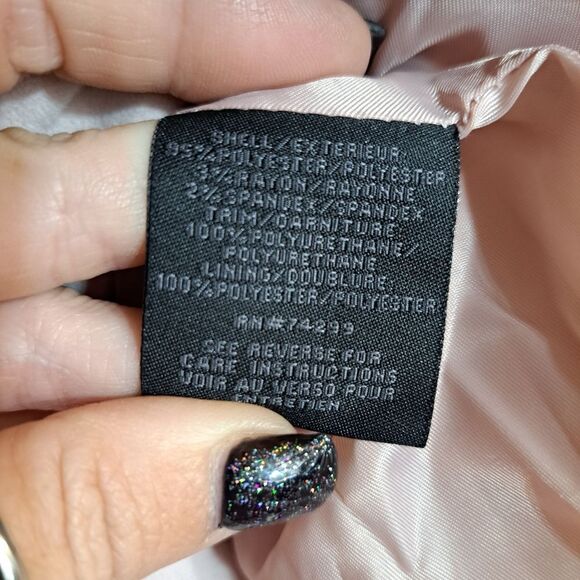 SHELL/EXTERIEUR
95%POLYESTER/POLYESTER
3%RAYON/RAYONNE
2%SPANDEX/SPANDEX
TRIM/GARNITURE
100%POLYURETHANE/
POLYURETHANE
LINING/DOUBLURE
100%POLYESTER/POLYESTER
RN#74299
SEE REVERSE FOR
CARE INSTRUCTIONS
VOIR AU VERSO POUR
ENTRETIEN